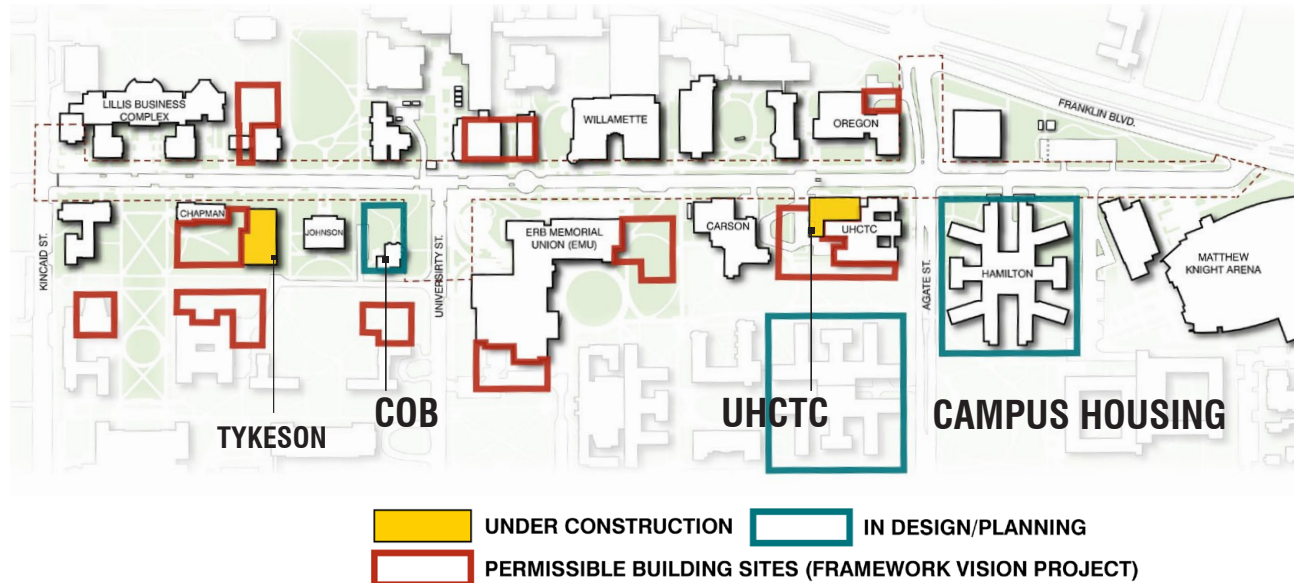 FRANKLIN BLVD.
LILLIS BUSINESS
COMPLEX
WILLAMETTE
OREGON
KINCAID ST.
CHAPMAN
JOHNSON
UNIVERSIRTY ST.
ERB MEMORIAL
UNION (EMU)
CARSON
UHCTC
AGATE ST.
HAMILTON
MATTHEW
KNIGHT ARENA
TYKESON
COB
UHCTC
CAMPUS HOUSING
UNDER CONSTRUCTION
IN DESIGN/PLANNING
PERMISSIBLE BUILDING SITES (FRAMEWORK VISION PROJECT)